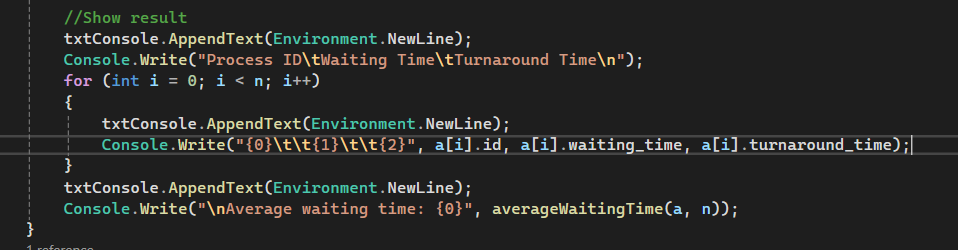 //Show result
txtConsole.AppendText(Environment.NewLine);
Console.Write("Process ID\tWaiting Time\tTurnaround Time\n");
for (int i = 0; i < n; i++)
{
txtConsole.AppendText(Environment.NewLine);
Console.Write("{0}\t\t{1}\t\t{2}", a[i].id, a[i].waiting_time, a[i].turnaround_time);
}
txtConsole.AppendText(Environment.NewLine);
Console.Write("\nAverage waiting time: {0}", averageWaitingTime(a, n));
}
1 reference